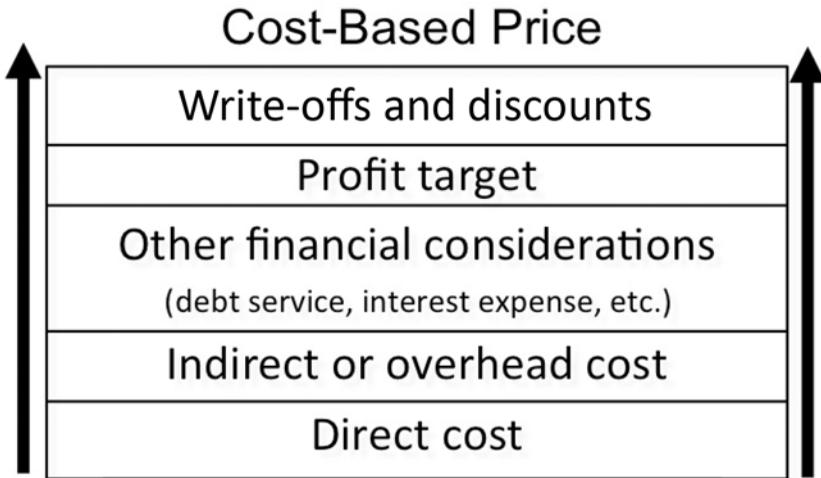 Cost-Based Price
Write-offs and discounts
Profit target
Other financial considerations
(debt service, interest expense, etc.)
Indirect or overhead cost
Direct cost